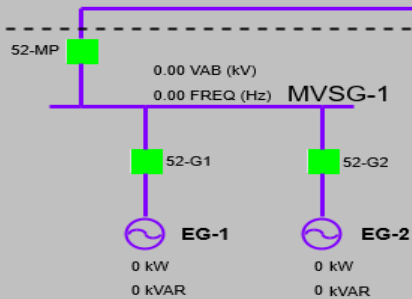 52-MP
0.00 VAB (kV)
0.00 FREQ (Hz) MVSG-1
52-G1
52-G2
EG-1
EG-2
0 kW
0 kW
0 kVAR
0 kVAR